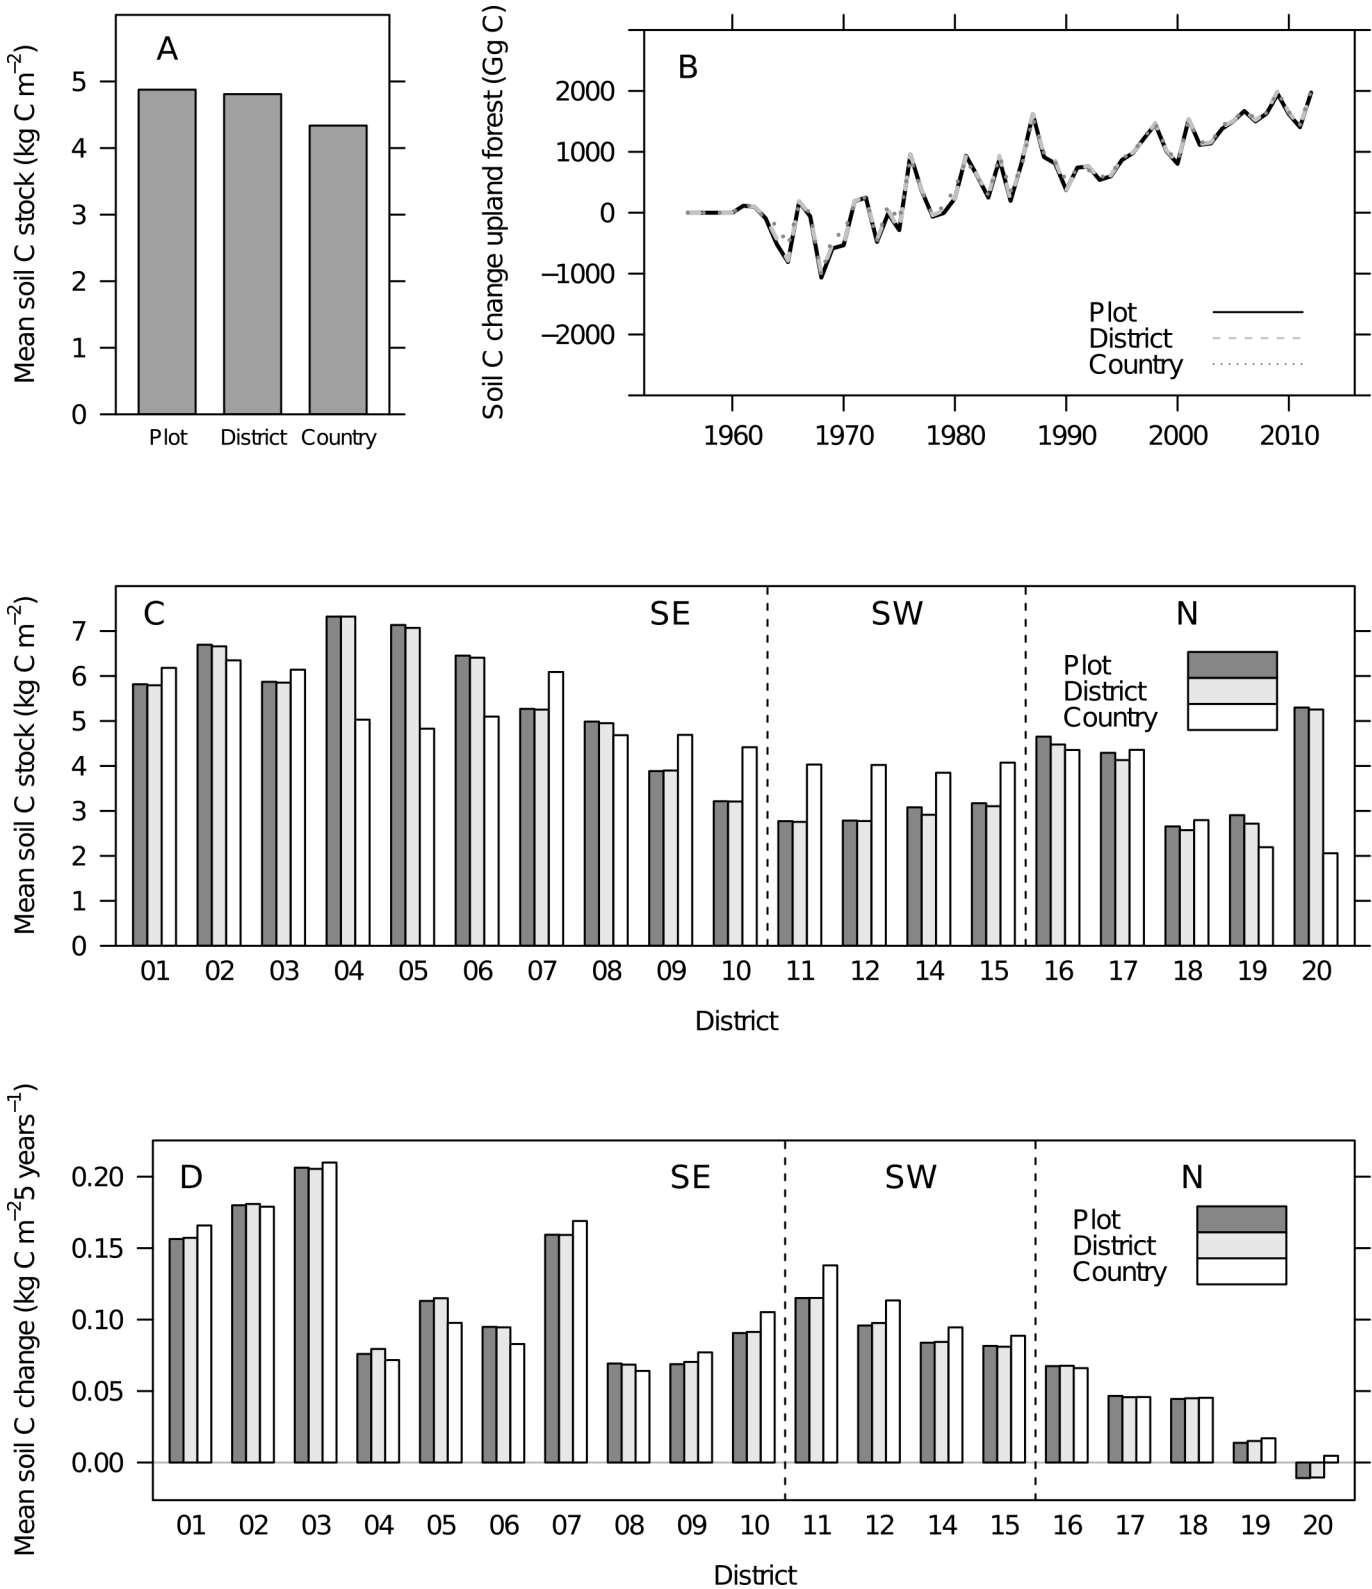 A
Mean soil C stock (kg C m−2)
5
4
3
2
1
0
Plot District Country
B
Soil C change upland forest (Gg C)
2000
1000
0
−1000
−2000
Plot
District
Country
1960 1970 1980 1990 2000 2010
C SE SW N
Mean soil C stock (kg C m−2)
7
6
5
4
3
2
1
0
Plot
District
Country
01 02 03 04 05 06 07 08 09 10 11 12 14 15 16 17 18 19 20
District
D SE SW N
Mean soil C change (kg C m−25 years−1)
0.20
0.15
0.10
0.05
0.00
Plot
District
Country
01 02 03 04 05 06 07 08 09 10 11 12 14 15 16 17 18 19 20
District